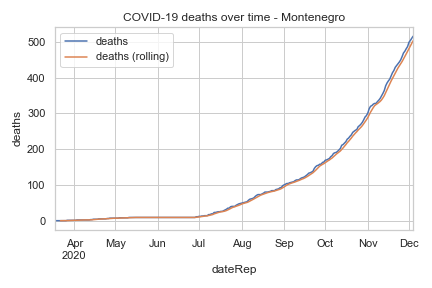 COVID-19 deaths over time - Montenegro
deaths
deaths (rolling)
500
400
300
200
100
0
deaths
Apr May Jun Jul Aug Sep Oct Nov Dec
2020
dateRep